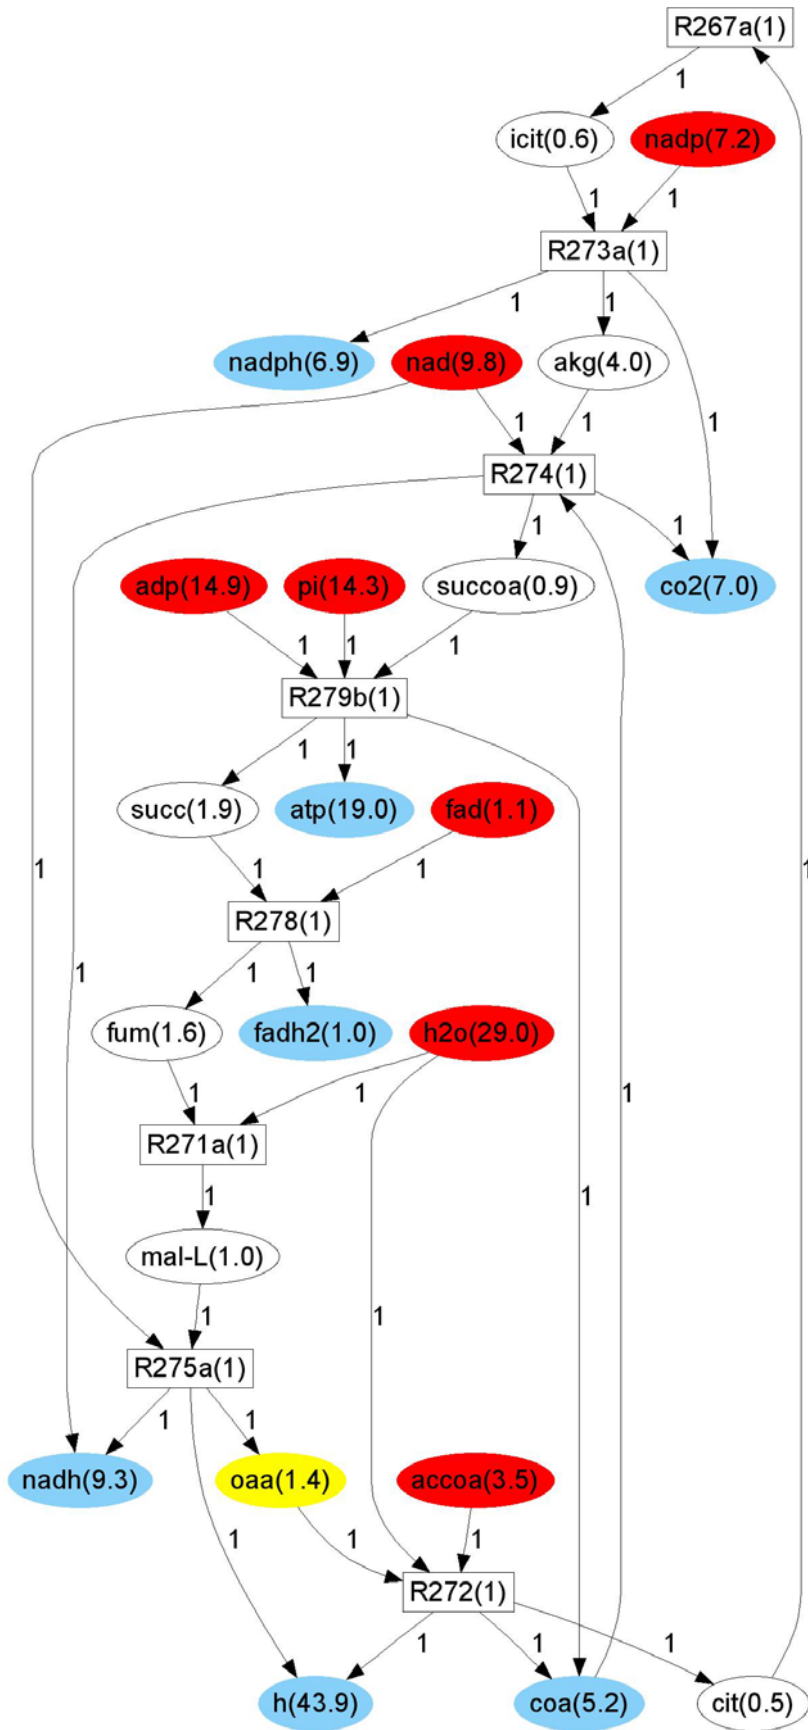 R267a(1)
1
icit(0.6) nadp(7.2)
1 1
R273a(1)
1 1
nadph(6.9) nad(9.8) akg(4.0)
1 1 1
R274(1)
1 1
adp(14.9) pi(14.3) succoa(0.9) co2(7.0)
1 1 1
R279b(1)
1 1
succ(1.9) atp(19.0) fad(1.1)
1 1 1 1
R278(1)
1 1 1
fum(1.6) fadh2(1.0) h2o(29.0)
1 1 1
R271a(1)
1 1
mal-L(1.0)
1 1
R275a(1)
1 1
nadh(9.3) oaa(1.4) accoa(3.5)
1 1 1
R272(1)
1 1 1
h(43.9) coa(5.2) cit(0.5)